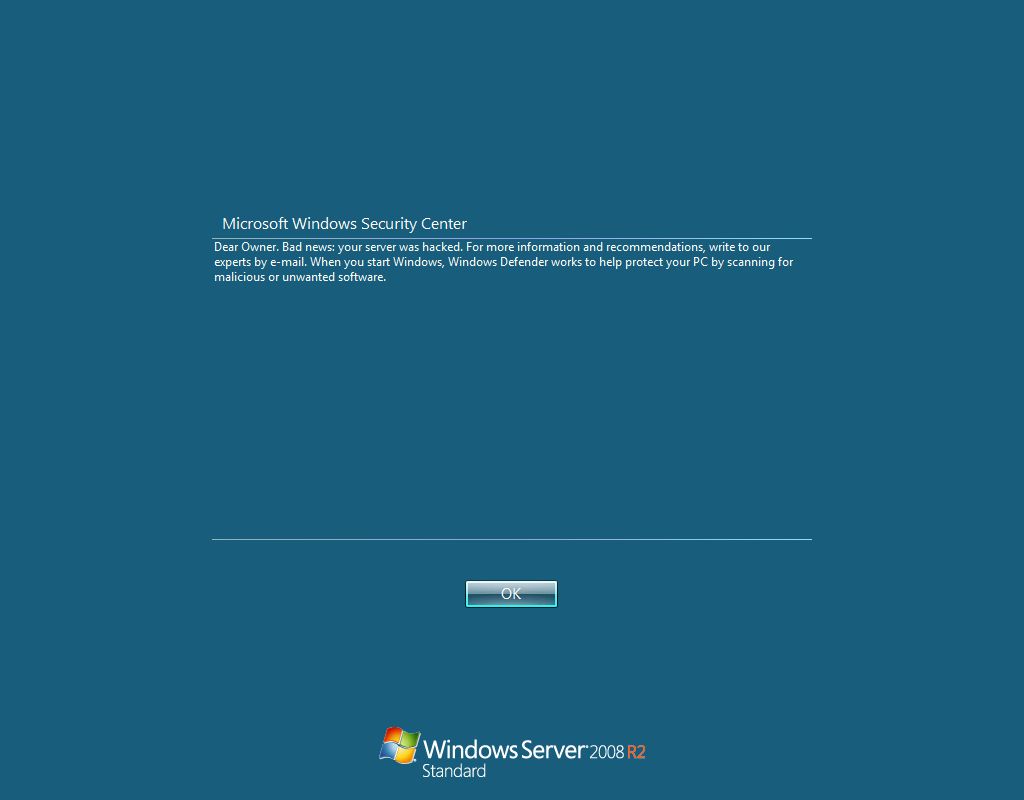 Microsoft Windows Security Center
Dear Owner. Bad news: your server was hacked. For more information and recommendations, write to our
experts by e-mail. When you start Windows, Windows Defender works to help protect your PC by scanning for
malicious or unwanted software.
OK
Windows Server 2008 R2
Standard